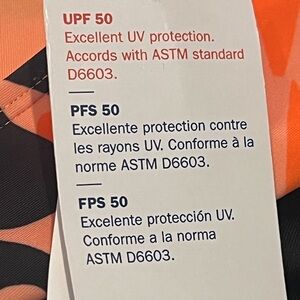 UPF 50
Excellent UV protection.
Accords with ASTM standard
D6603.
PFS 50
Excellente protection contre
les rayons UV. Conforme à la
norme ASTM D6603.
FPS 50
Excelente protección UV.
Conforme a la norma
ASTM D6603.